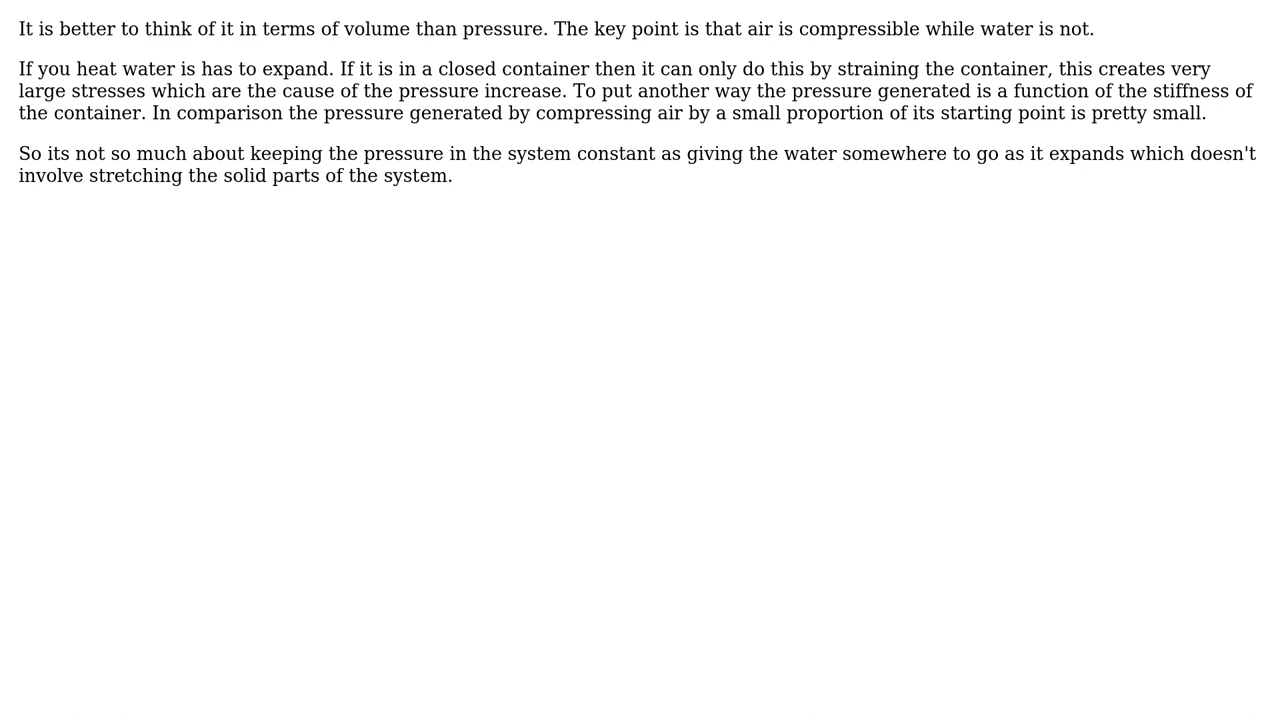 It is better to think of it in terms of volume than pressure. The key point is that air is compressible while water is not.
If you heat water is has to expand. If it is in a closed container then it can only do this by straining the container, this creates very
large stresses which are the cause of the pressure increase. To put another way the pressure generated is a function of the stiffness of
the container. In comparison the pressure generated by compressing air by a small proportion of its starting point is pretty small.
So its not so much about keeping the pressure in the system constant as giving the water somewhere to go as it expands which doesn't
involve stretching the solid parts of the system.